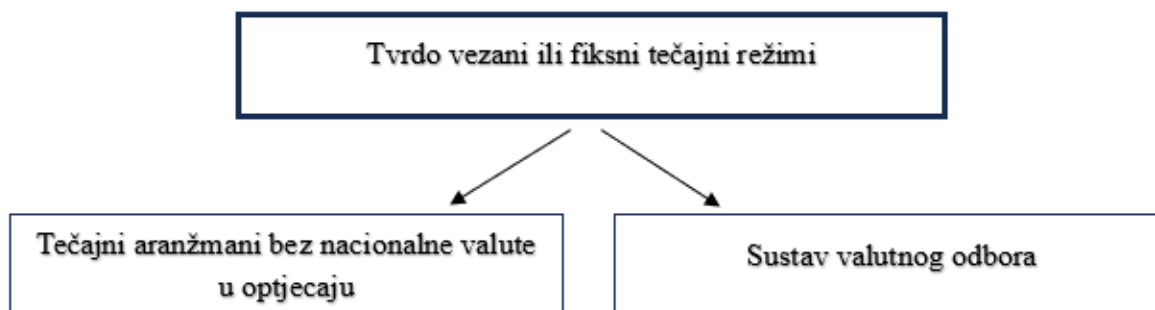 Tvrdo vezani ili fiksni tečajni režimi
Tečajni aranžmani bez nacionalne valute
u optjecaju
Sustav valutnog odbora